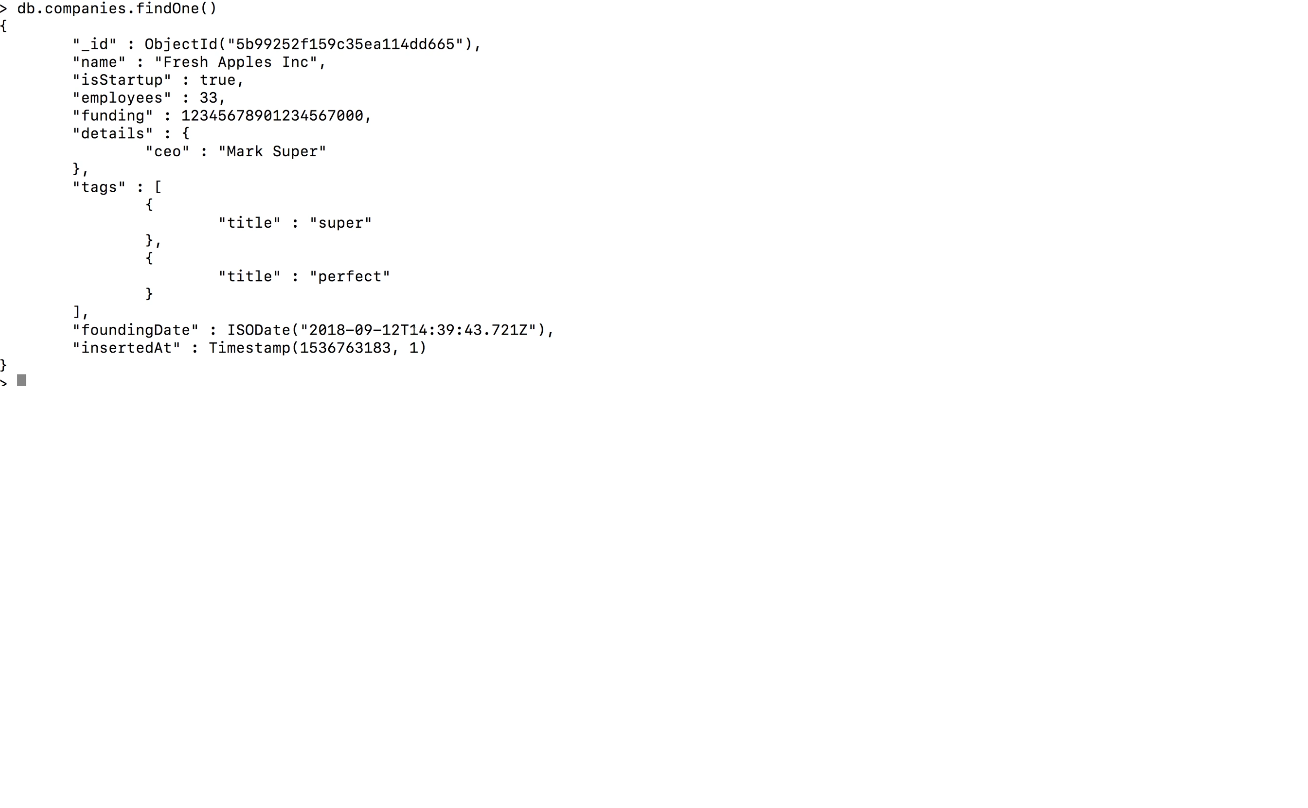 > db.companies.findOne()
{
        "_id" : ObjectId("5b99252f159c35ea114dd665"),
        "name" : "Fresh Apples Inc",
        "isStartup" : true,
        "employees" : 33,
        "funding" : 12345678901234567000,
        "details" : {
                "ceo" : "Mark Super"
        },
        "tags" : [
                {
                        "title" : "super"
                },
                {
                        "title" : "perfect"
                }
        ],
        "foundingDate" : ISODate("2018-09-12T14:39:43.721Z"),
        "insertedAt" : Timestamp(1536763183, 1)
}
>